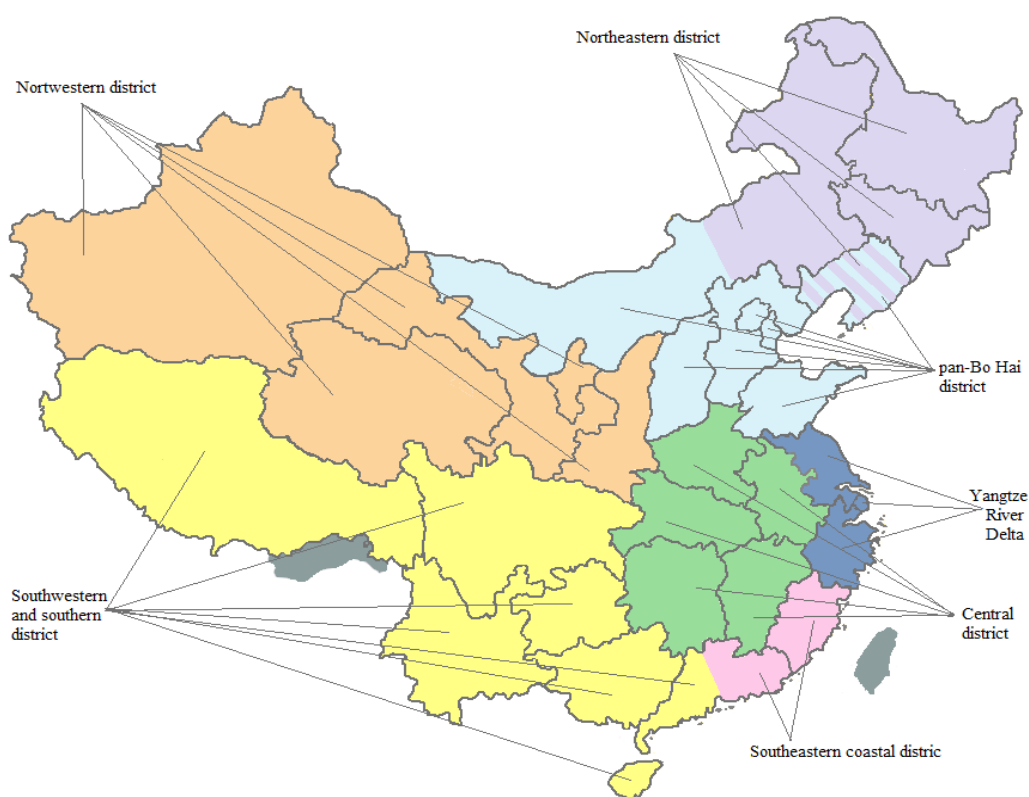 Northeastern district
Nortwestern district
pan-Bo Hai
district
Yangtze
River
Delta
Southwestern
and southern
district
Central
district
Southeastern coastal distric